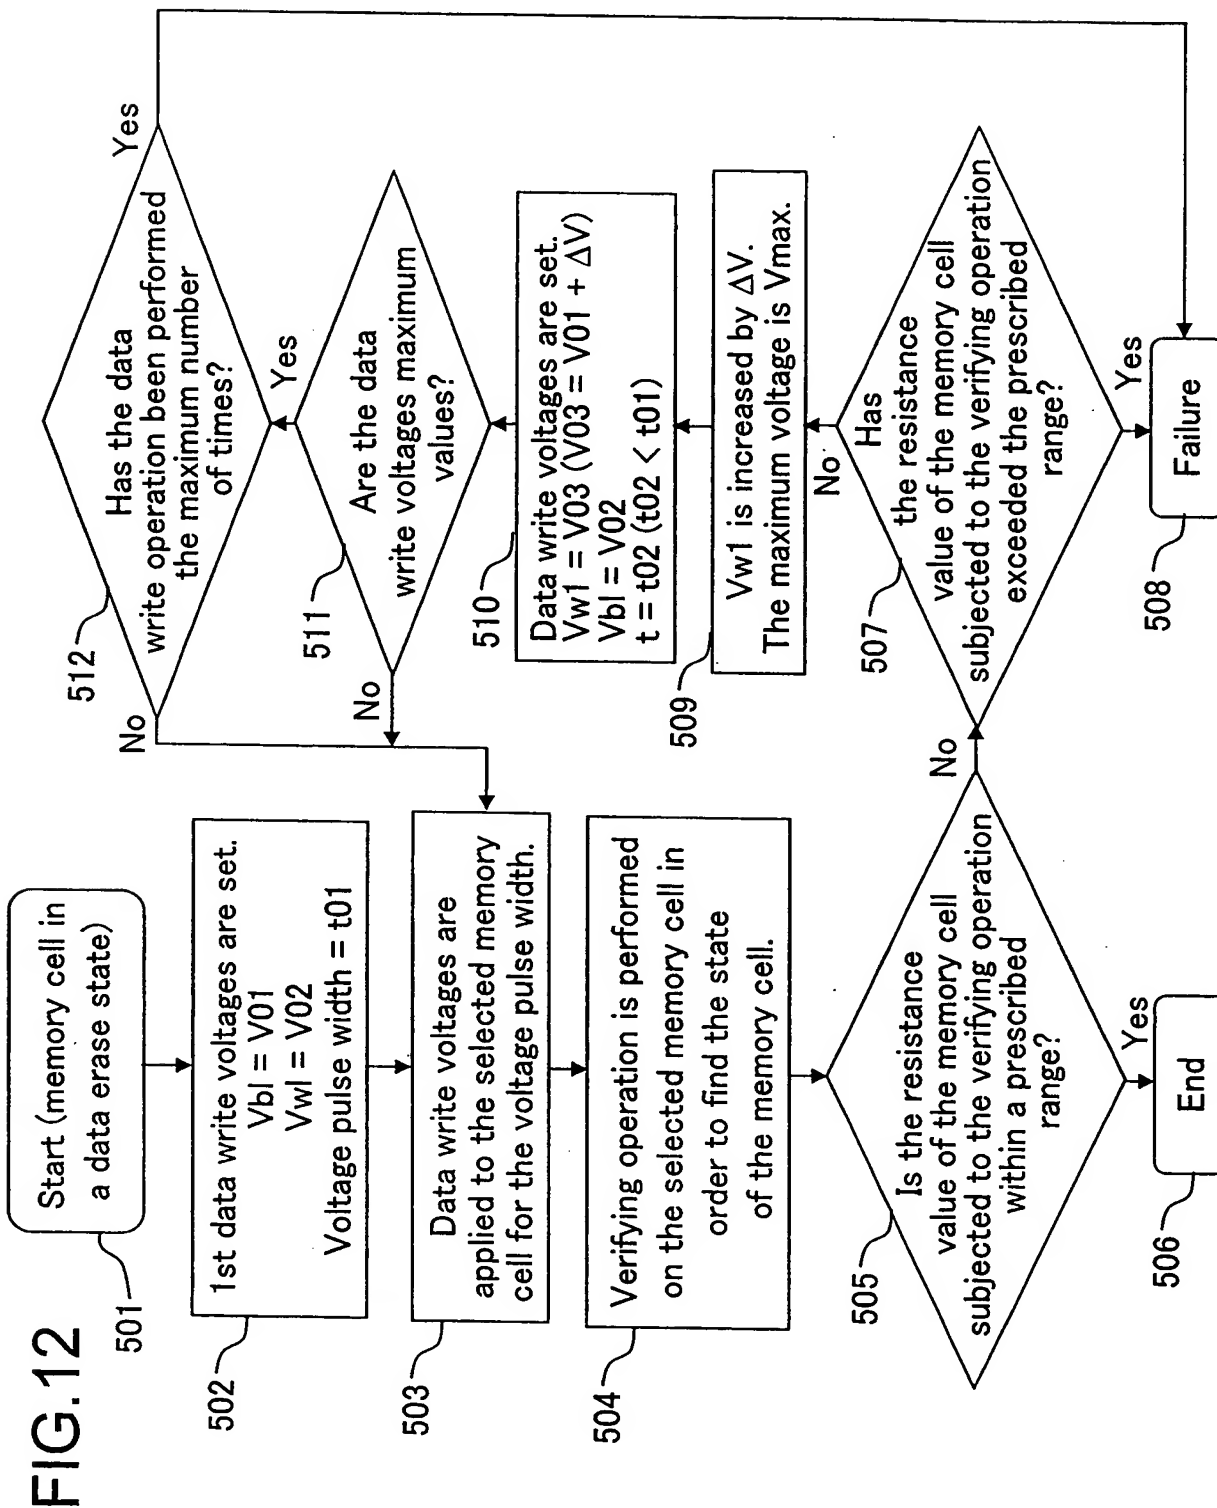 FIG.12
501
Start (memory cell in
a data erase state)
502
1st data write voltages are set.
Vbl = V01
Vwl = V02
Voltage pulse width = t01
503
Data write voltages are
applied to the selected memory
cell for the voltage pulse width.
504
Verifying operation is performed
on the selected memory cell in
order to find the state
of the memory cell.
505
Is the resistance
value of the memory cell
subjected to the verifying operation
within a prescribed
range?
Yes
No
506
End
507
Has
the resistance
value of the memory cell
subjected to the verifying operation
exceeded the prescribed
range?
Yes
No
508
Failure
509
Vw1 is increased by ΔV.
The maximum voltage is Vmax.
510
Data write voltages are set.
Vw1 = V03 (V03 = V01 + ΔV)
Vbl = V02
t = t02 (t02 < t01)
511
Are the data
write voltages maximum
values?
Yes
No
512
Has the data
write operation been performed
the maximum number
of times?
Yes
No